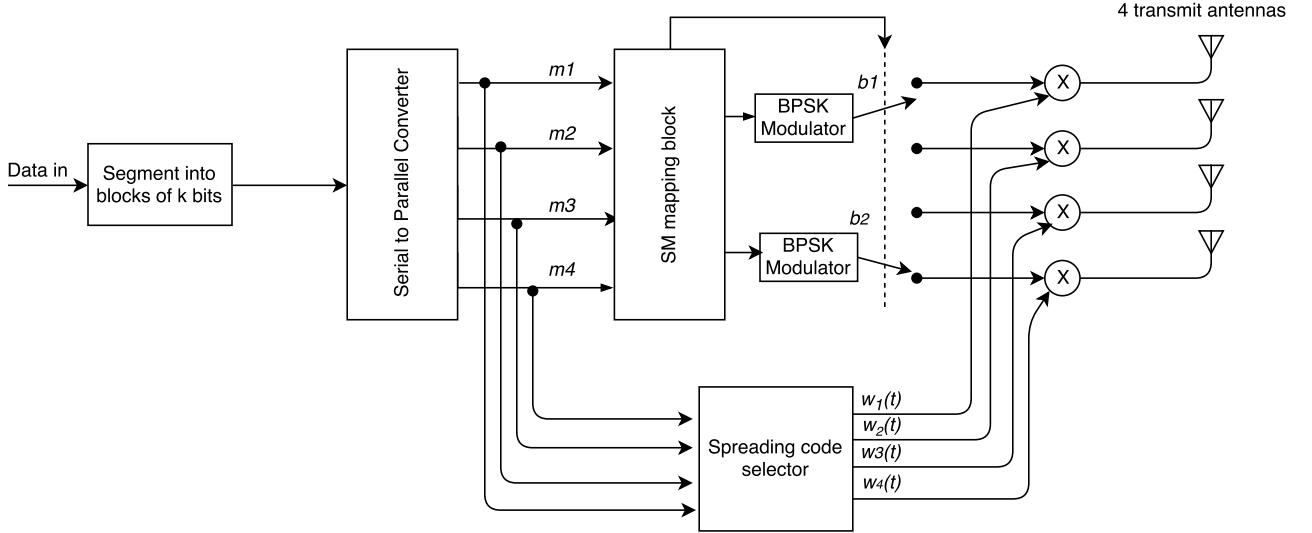 4 transmit antennas
Data in
Segment into
blocks of k bits
Serial to Parallel Converter
m1
m2
m3
m4
SM mapping block
BPSK
Modulator
b1
BPSK
Modulator
b2
X
X
X
X
Spreading code
selector
w1(t)
w2(t)
w3(t)
w4(t)